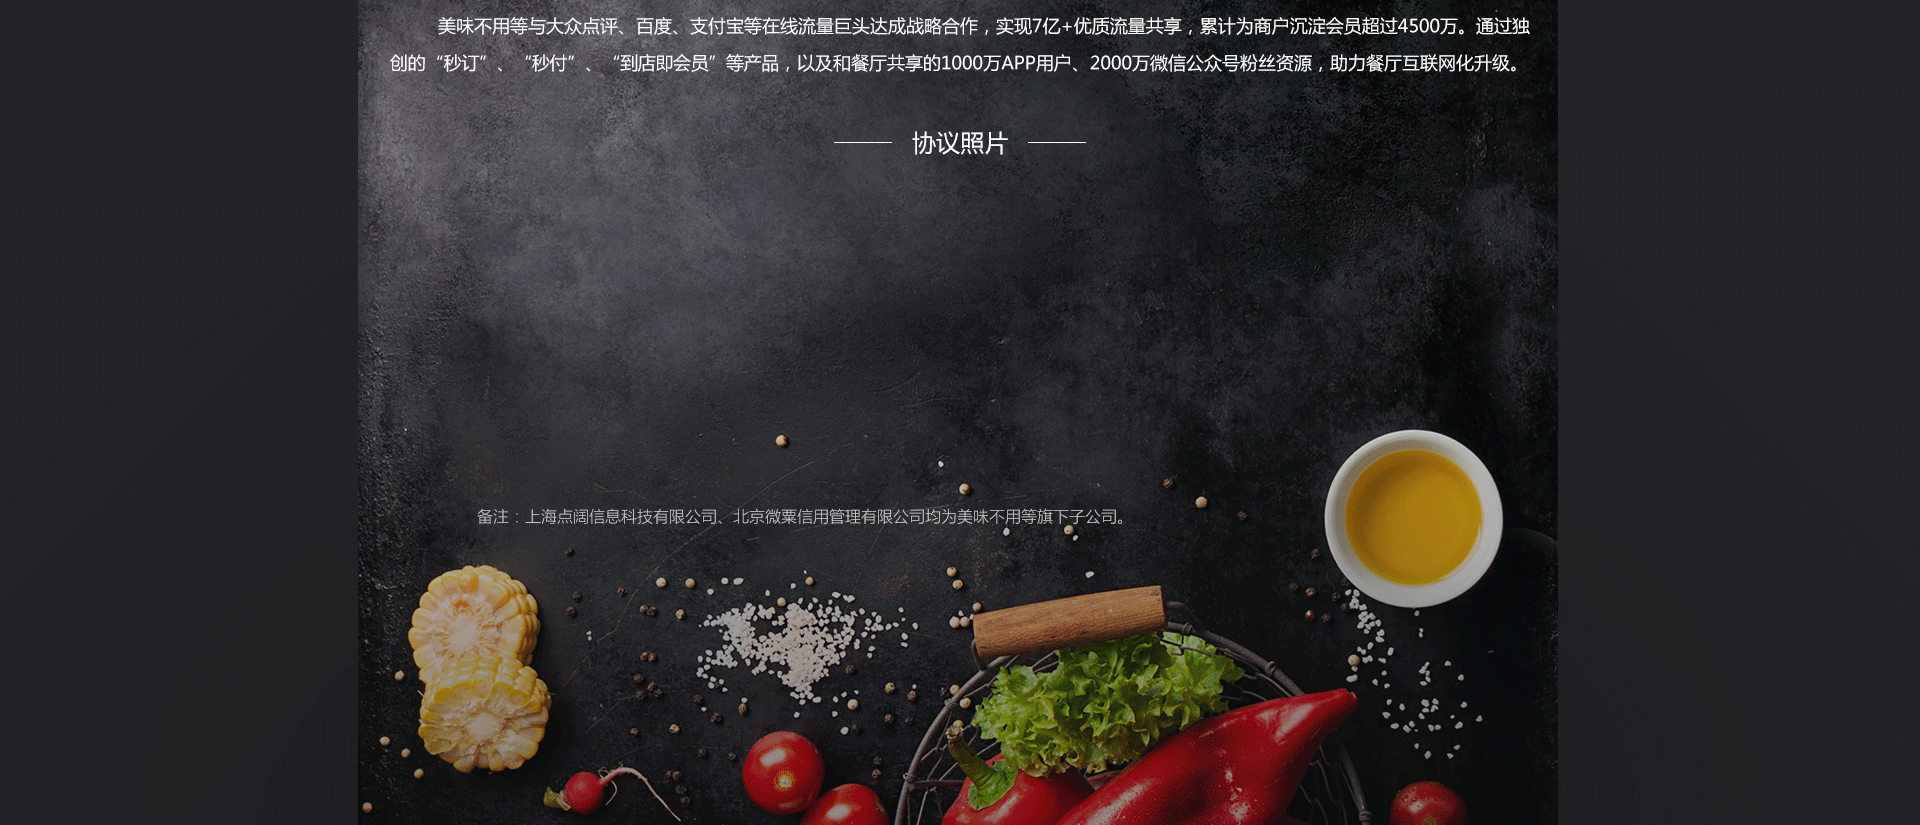 美味不用等与大众点评、百度、支付宝等在线流量巨头达成战略合作，实现7亿+优质流量共享，累计为商户沉淀会员超过4500万。通过独
创的“秒订”、“秒付”、“到店即会员”等产品，以及和餐厅共享的1000万APP用户、2000万微信公众号粉丝资源，助力餐厅互联网化升级。
协议照片
备注：上海点阔信息科技有限公司、北京微粟信用管理有限公司均为美味不用等旗下子公司。